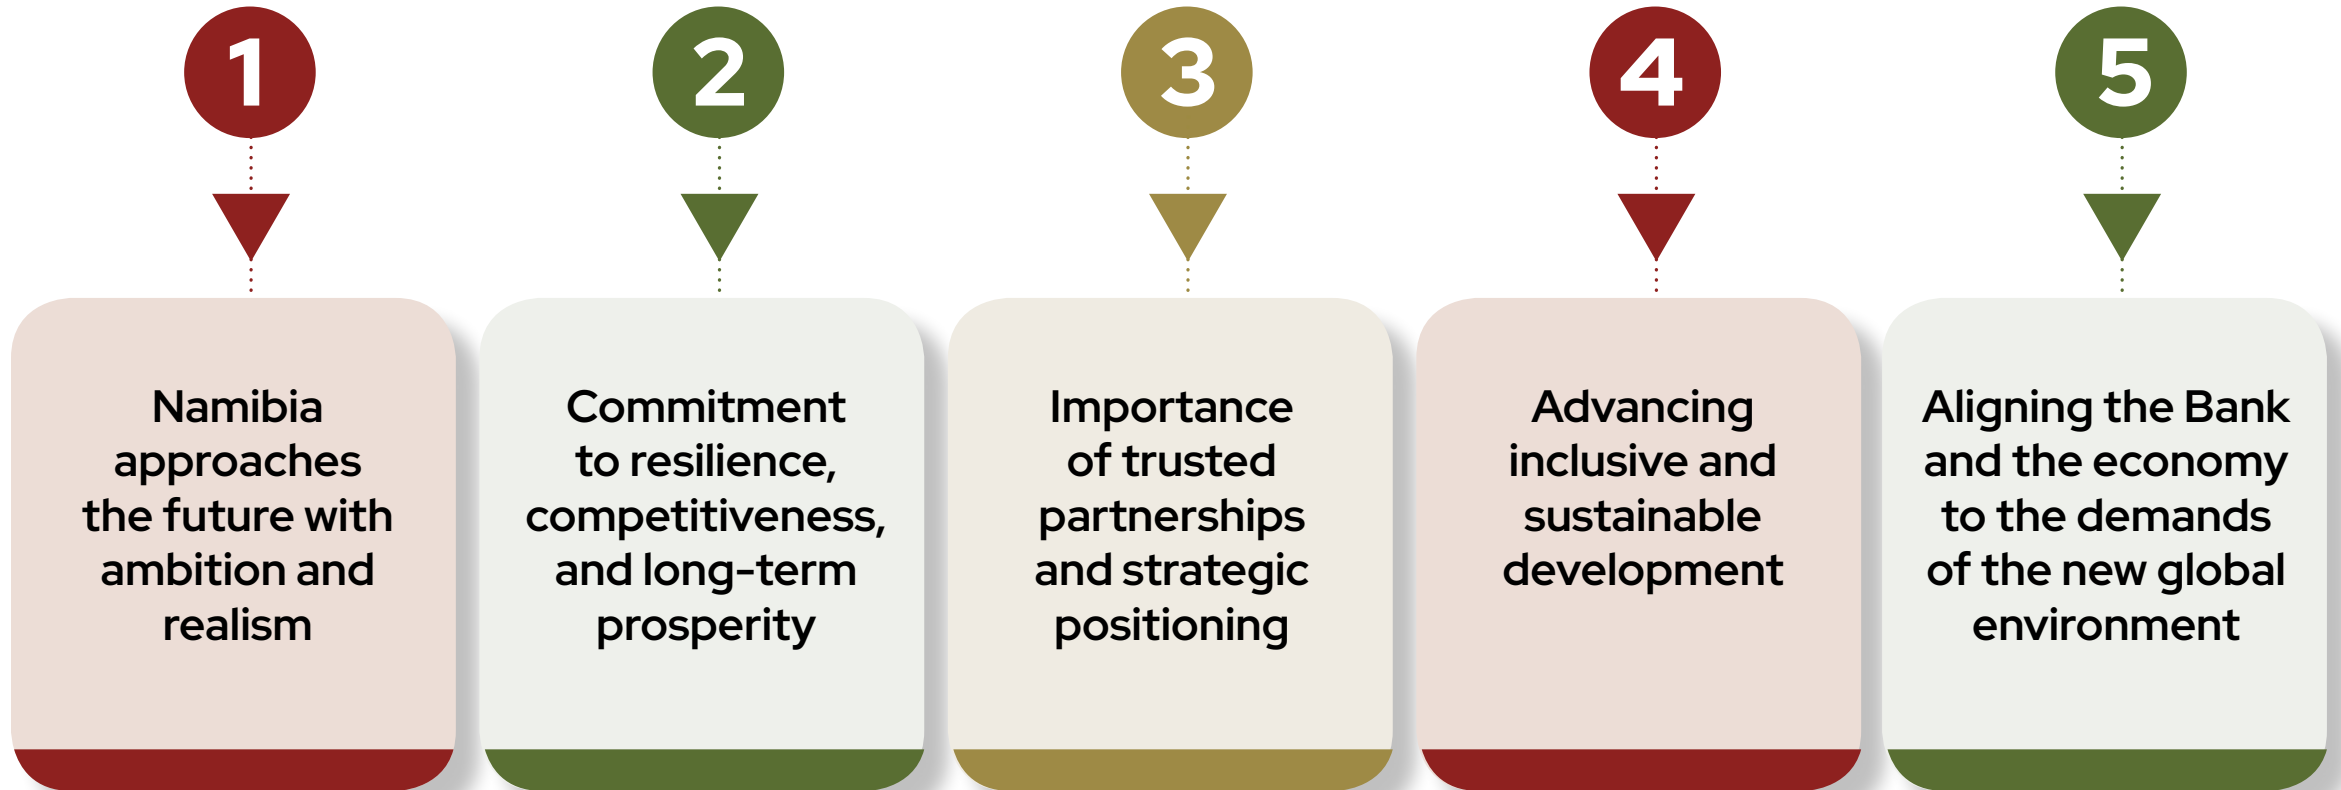 1
Namibia
approaches
the future with
ambition and
realism
2
Commitment
to resilience,
competitiveness,
and long-term
prosperity
3
Importance
of trusted
partnerships
and strategic
positioning
4
Advancing
inclusive and
sustainable
development
5
Aligning the Bank
and the economy
to the demands
of the new global
environment